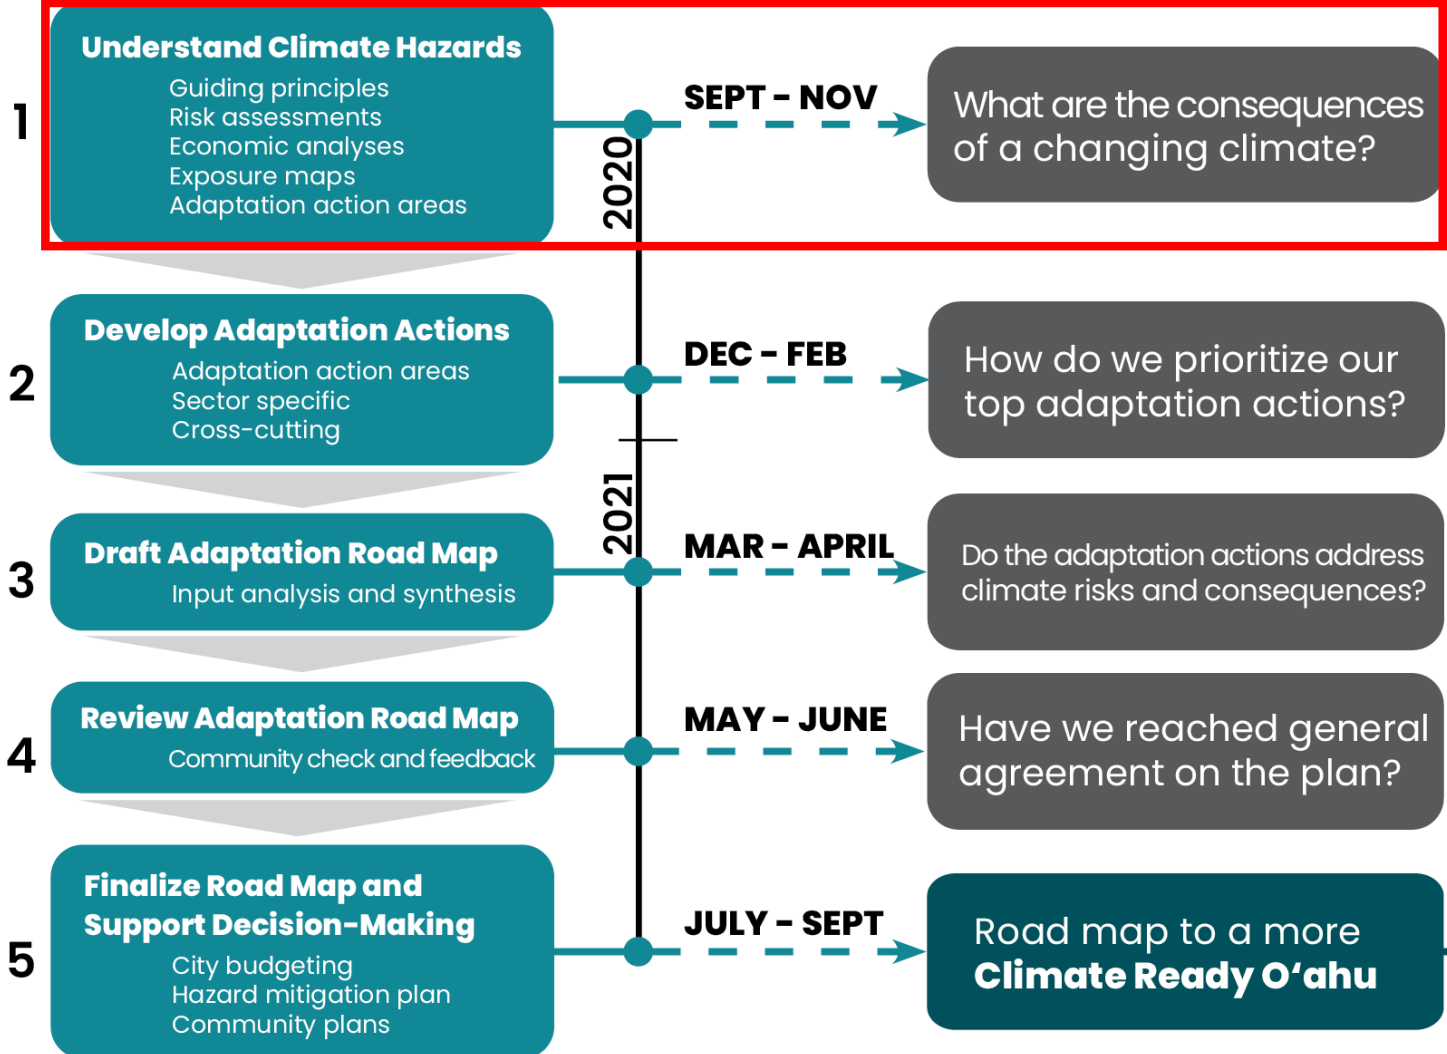 1
Understand Climate Hazards
Guiding principles
Risk assessments
Economic analyses
Exposure maps
Adaptation action areas
SEPT – NOV
2020
What are the consequences
of a changing climate?
2
Develop Adaptation Actions
Adaptation action areas
Sector specific
Cross-cutting
DEC – FEB
How do we prioritize our
top adaptation actions?
2021
3
Draft Adaptation Road Map
Input analysis and synthesis
MAR – APRIL
Do the adaptation actions address
climate risks and consequences?
4
Review Adaptation Road Map
Community check and feedback
MAY – JUNE
Have we reached general
agreement on the plan?
5
Finalize Road Map and
Support Decision-Making
City budgeting
Hazard mitigation plan
Community plans
JULY – SEPT
Road map to a more
Climate Ready Oʻahu